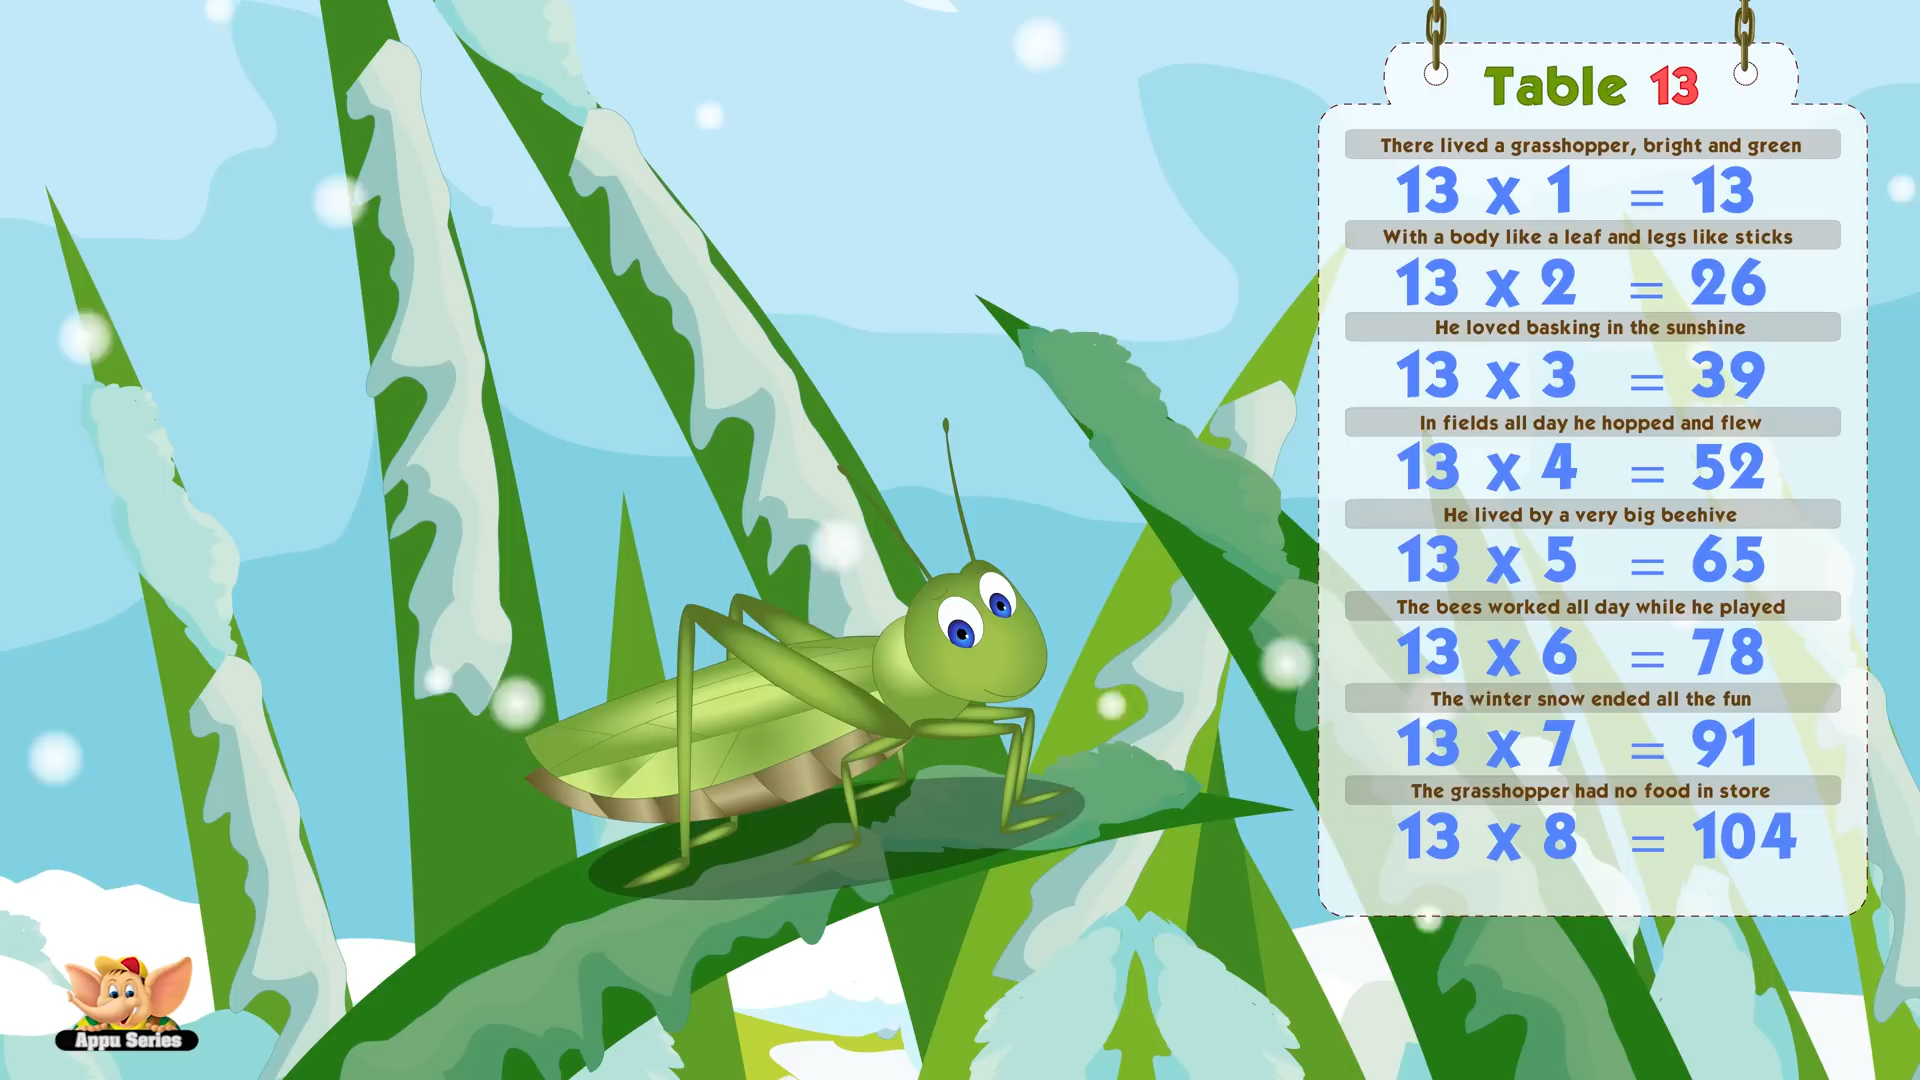 Table 13
There lived a grasshopper, bright and green
13 x 1 = 13
With a body like a leaf and legs like sticks
13 x 2 = 26
He loved basking in the sunshine
13 x 3 = 39
In fields all day he hopped and flew
13 x 4 = 52
He lived by a very big beehive
13 x 5 = 65
The bees worked all day while he played
13 x 6 = 78
The winter snow ended all the fun
13 x 7 = 91
The grasshopper had no food in store
13 x 8 = 104
Appu Series